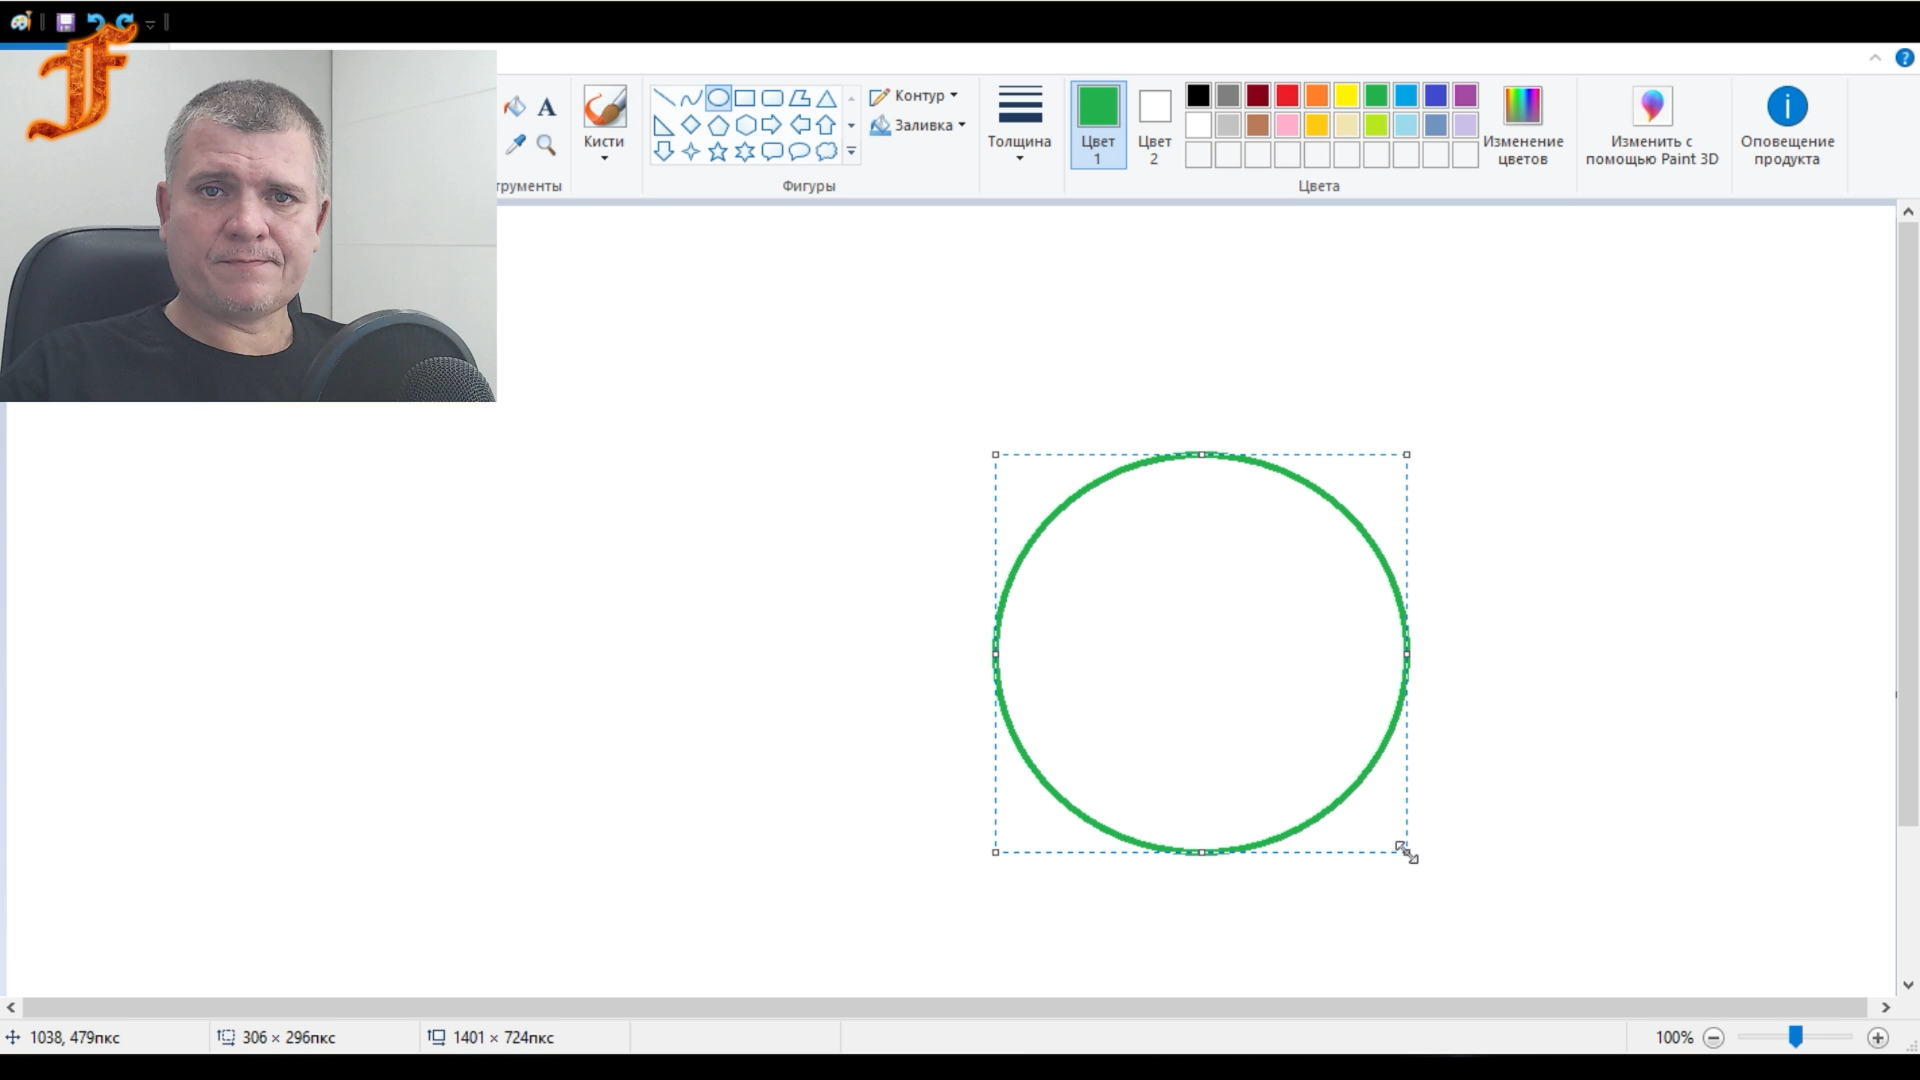 F
A
Кисти
Контур
Заливка
Толщина
Цвет
1
Цвет
2
Изменение
цветов
Изменить с
помощью Paint 3D
Оповещение
продукта
?
i
трументы
Фигуры
Цвета
1038, 479пкс
306 × 296пкс
1401 × 724пкс
100%